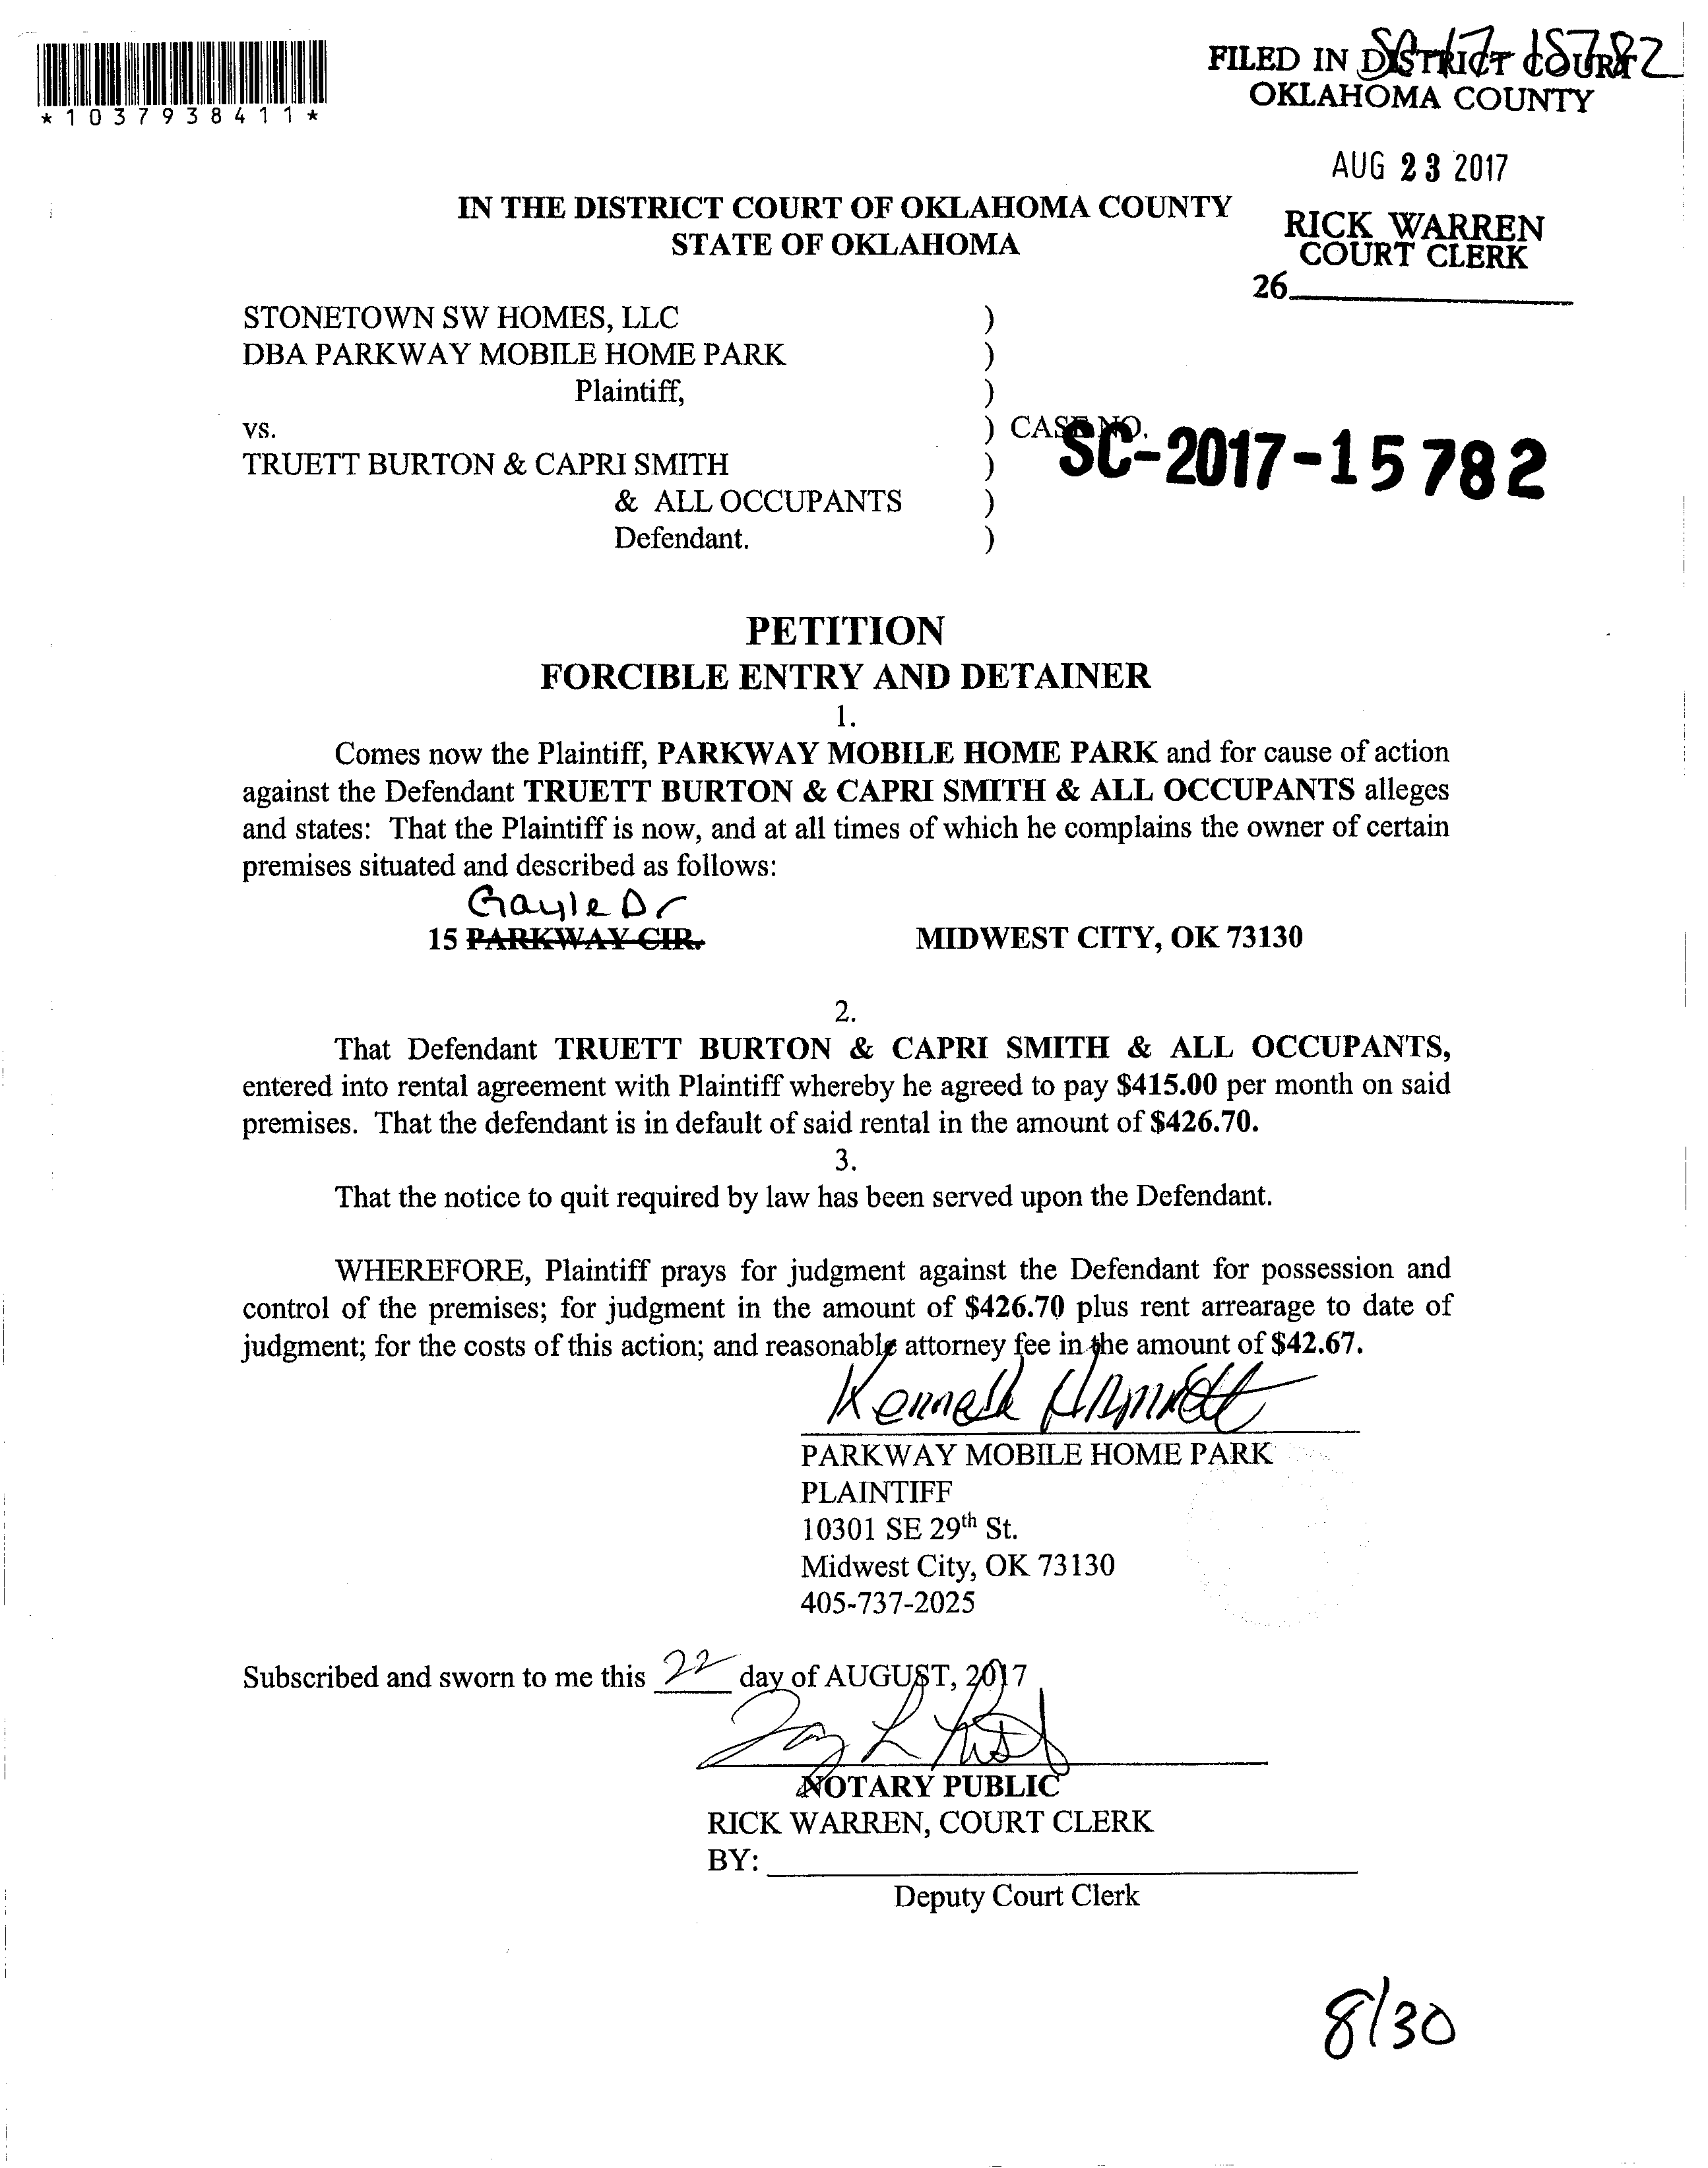 *1037938411*
SC-17-15782
FILED IN DISTRICT COURT
OKLAHOMA COUNTY
AUG 23 2017
RICK WARREN
COURT CLERK
26
IN THE DISTRICT COURT OF OKLAHOMA COUNTY
STATE OF OKLAHOMA
STONETOWN SW HOMES, LLC )
DBA PARKWAY MOBILE HOME PARK )
Plaintiff, )
vs. ) CASE NO. SC-2017-15782
TRUETT BURTON & CAPRI SMITH )
& ALL OCCUPANTS )
Defendant. )
PETITION
FORCIBLE ENTRY AND DETAINER
1.
Comes now the Plaintiff, PARKWAY MOBILE HOME PARK and for cause of action
against the Defendant TRUETT BURTON & CAPRI SMITH & ALL OCCUPANTS alleges
and states: That the Plaintiff is now, and at all times of which he complains the owner of certain
premises situated and described as follows:
Gayle Dr
15 PARKWAY CIR. MIDWEST CITY, OK 73130
2.
That Defendant TRUETT BURTON & CAPRI SMITH & ALL OCCUPANTS,
entered into rental agreement with Plaintiff whereby he agreed to pay $415.00 per month on said
premises. That the defendant is in default of said rental in the amount of $426.70.
3.
That the notice to quit required by law has been served upon the Defendant.
WHEREFORE, Plaintiff prays for judgment against the Defendant for possession and
control of the premises; for judgment in the amount of $426.70 plus rent arrearage to date of
judgment; for the costs of this action; and reasonable attorney fee in the amount of $42.67.
Kenneth
PARKWAY MOBILE HOME PARK
PLAINTIFF
10301 SE 29th St.
Midwest City, OK 73130
405-737-2025
Subscribed and sworn to me this 22 day of AUGUST, 2017
NOTARY PUBLIC
RICK WARREN, COURT CLERK
BY:
Deputy Court Clerk
8/30